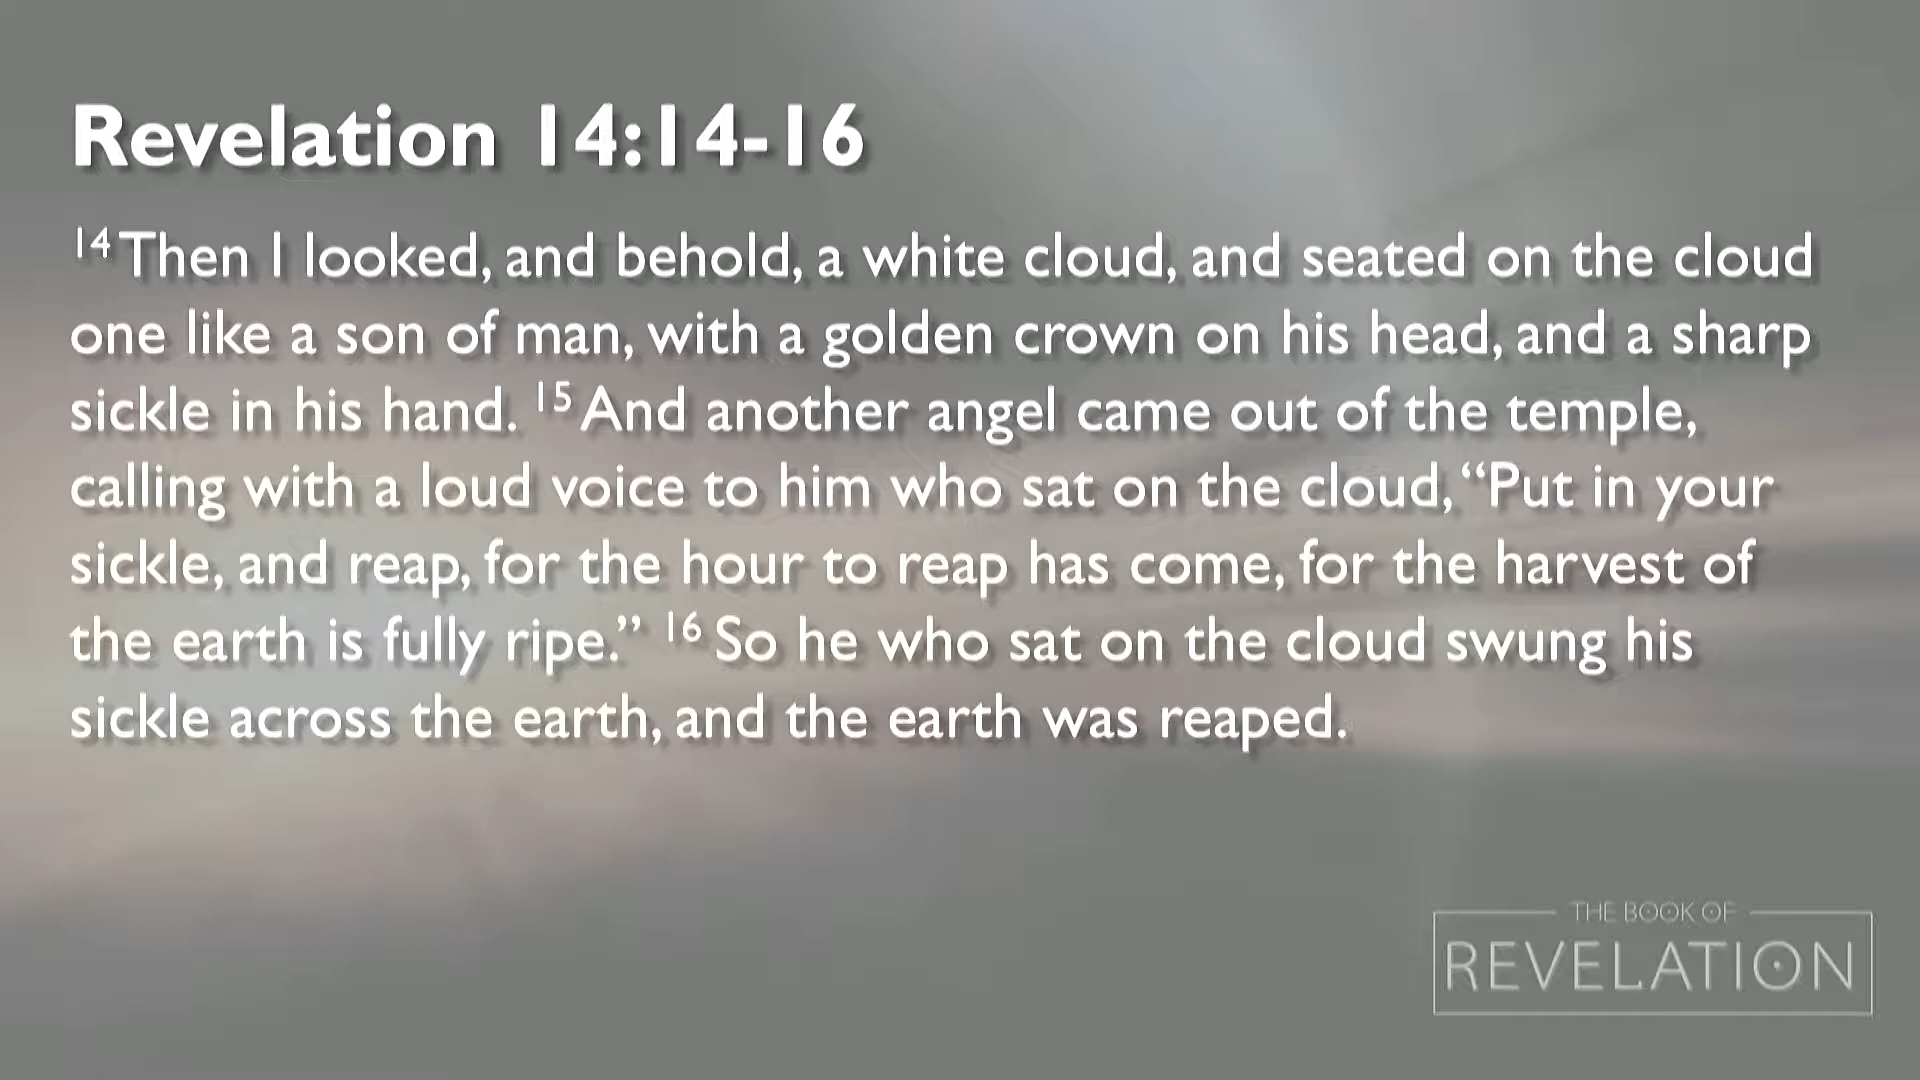 Revelation 14:14-16
14 Then I looked, and behold, a white cloud, and seated on the cloud
one like a son of man, with a golden crown on his head, and a sharp
sickle in his hand. 15 And another angel came out of the temple,
calling with a loud voice to him who sat on the cloud, “Put in your
sickle, and reap, for the hour to reap has come, for the harvest of
the earth is fully ripe.” 16 So he who sat on the cloud swung his
sickle across the earth, and the earth was reaped.
THE BOOK OF
REVELATION